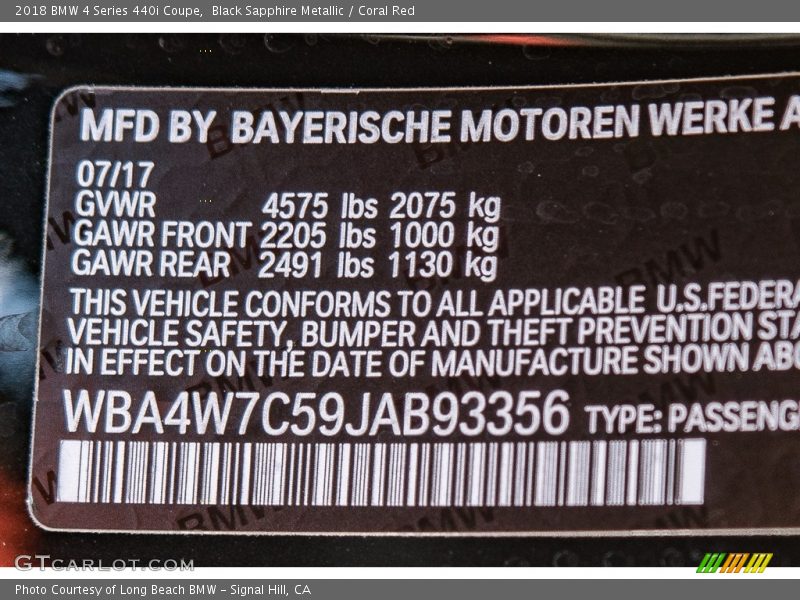 2018 BMW 4 Series 440i Coupe,  Black Sapphire Metallic / Coral Red
MFD BY BAYERISCHE MOTOREN WERKE A
07/17
GVWR 4575 lbs 2075 kg
GAWR FRONT 2205 lbs 1000 kg
GAWR REAR 2491 lbs 1130 kg
THIS VEHICLE CONFORMS TO ALL APPLICABLE U.S.FEDERA
VEHICLE SAFETY, BUMPER AND THEFT PREVENTION STA
IN EFFECT ON THE DATE OF MANUFACTURE SHOWN ABO
WBA4W7C59JAB93356 TYPE: PASSENG
GTCARLOT.COM
Photo Courtesy of Long Beach BMW – Signal Hill, CA